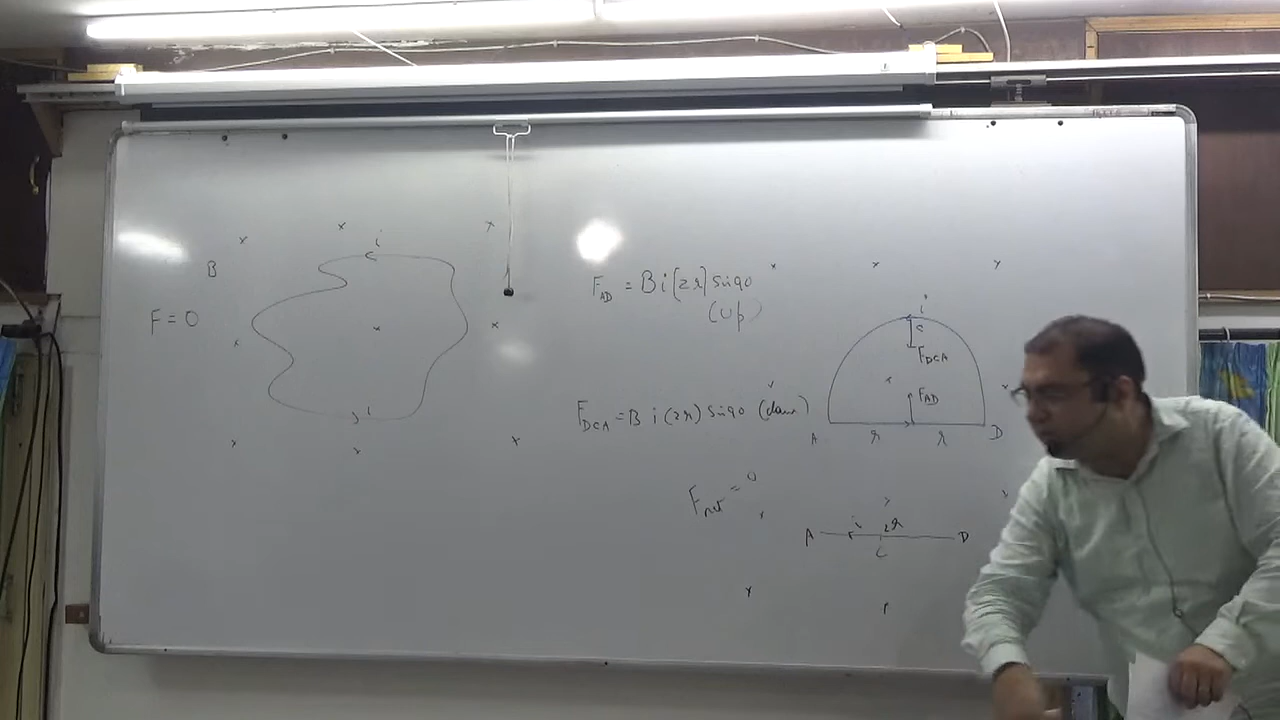 i
B
F = 0
i
F_AD = Bi(2r) Sin90
(Up)
F_DCA = B i (2r) Sin90 (down)
F_net = 0
i
C
F_DCA
F_AD
A r r D
i 2r
A C D